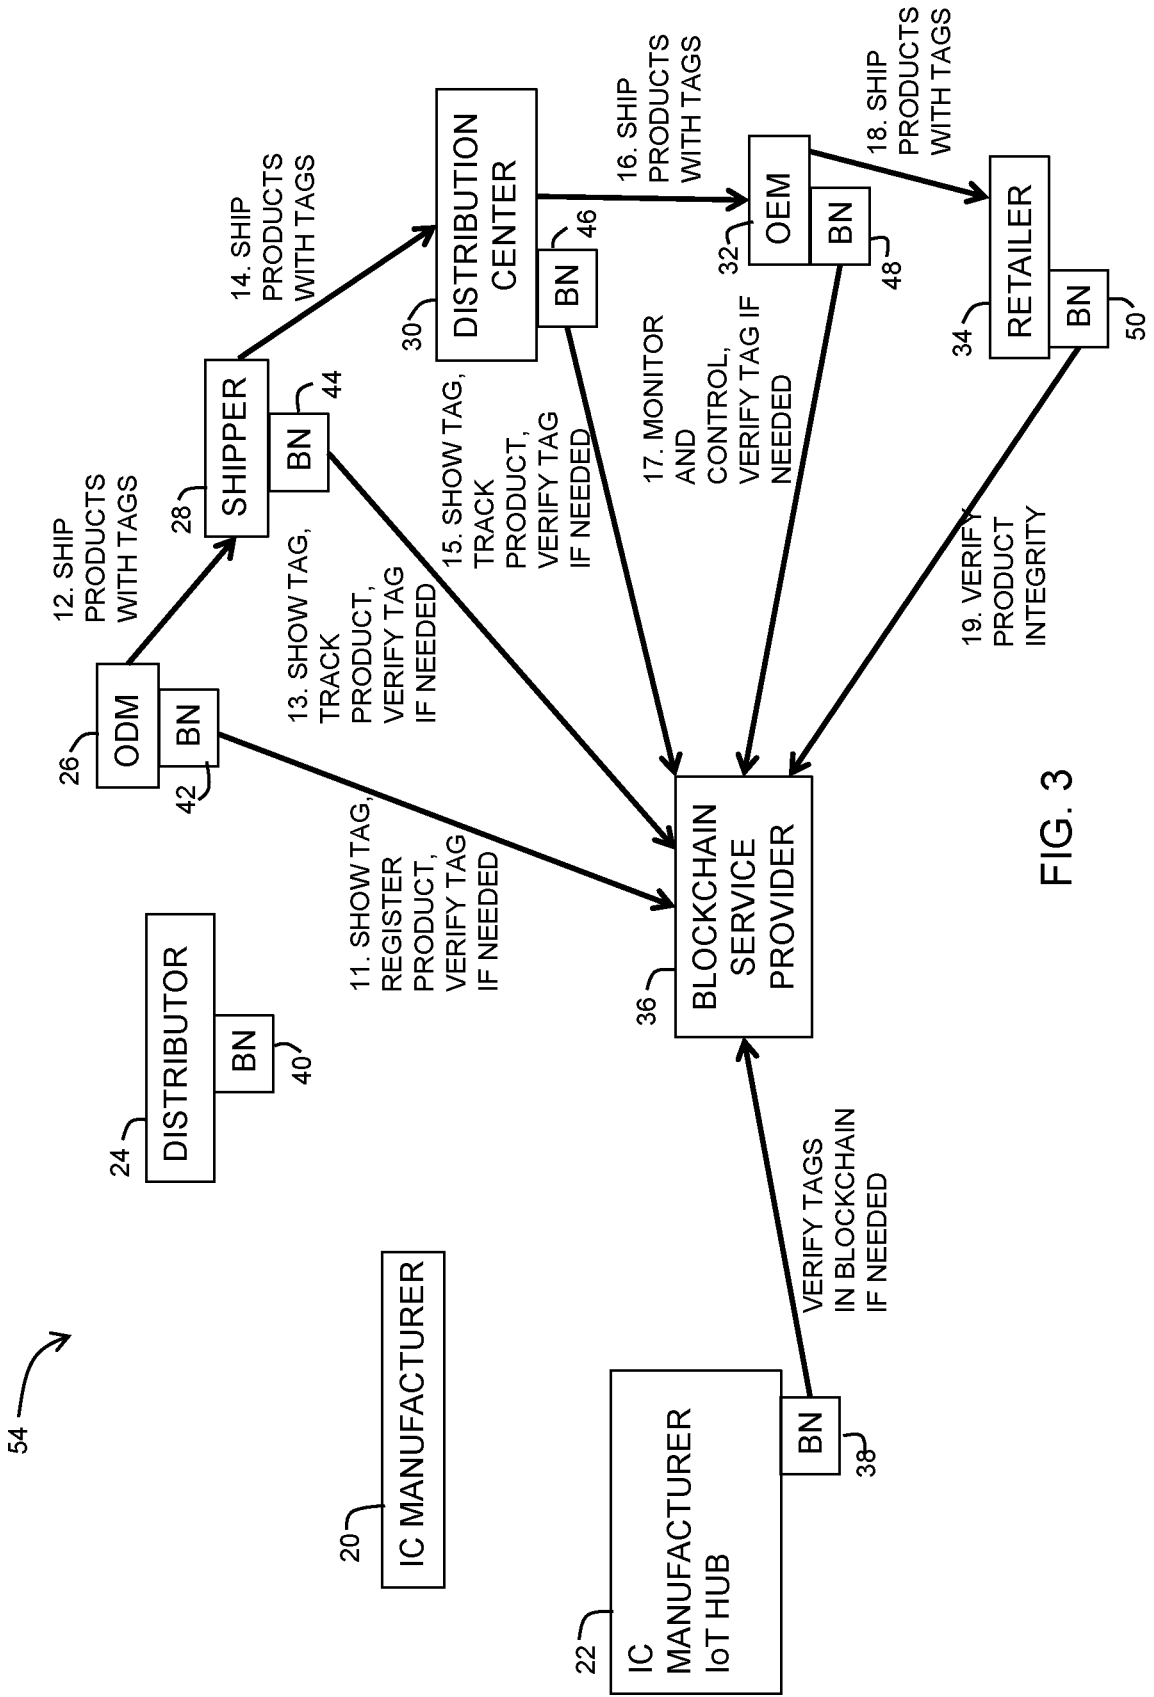 54
20
IC MANUFACTURER
22
IC
MANUFACTURER
IoT HUB
BN
38
VERIFY TAGS
IN BLOCKCHAIN
IF NEEDED
24
DISTRIBUTOR
BN
40
36
BLOCKCHAIN
SERVICE
PROVIDER
26
ODM
BN
42
11. SHOW TAG,
REGISTER
PRODUCT,
VERIFY TAG
IF NEEDED
12. SHIP
PRODUCTS
WITH TAGS
28
SHIPPER
BN
44
13. SHOW TAG,
TRACK
PRODUCT,
VERIFY TAG
IF NEEDED
14. SHIP
PRODUCTS
WITH TAGS
30
DISTRIBUTION
CENTER
BN
46
15. SHOW TAG,
TRACK
PRODUCT,
VERIFY TAG
IF NEEDED
16. SHIP
PRODUCTS
WITH TAGS
32
OEM
BN
48
17. MONITOR
AND
CONTROL,
VERIFY TAG IF
NEEDED
18. SHIP
PRODUCTS
WITH TAGS
34
RETAILER
BN
50
19. VERIFY
PRODUCT
INTEGRITY
FIG. 3